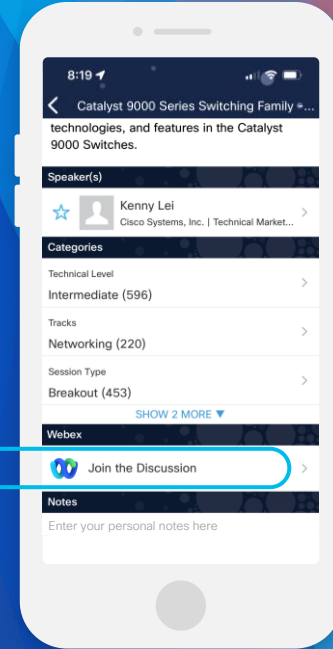 8:19
Catalyst 9000 Series Switching Family -...
technologies, and features in the Catalyst
9000 Switches.
Speaker(s)
Kenny Lei
Cisco Systems, Inc. | Technical Market...
Categories
Technical Level
Intermediate (596)
Tracks
Networking (220)
Session Type
Breakout (453)
SHOW 2 MORE ▼
Webex
Join the Discussion
Notes
Enter your personal notes here